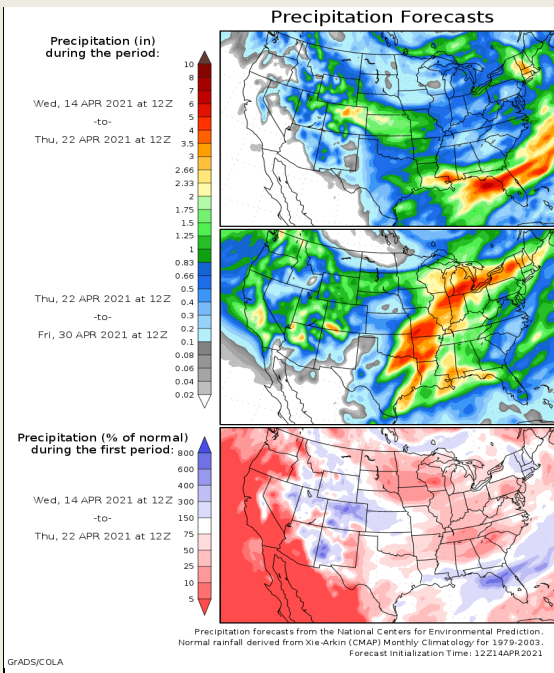 Precipitation Forecasts
Precipitation (in)
during the period:
Wed, 14 APR 2021 at 12Z
-to-
Thu, 22 APR 2021 at 12Z
10
8
7
6
5
4
3.5
3
2.66
2.33
2
1.75
1.5
1.25
1
0.83
0.66
0.5
0.4
0.3
0.2
0.1
0.08
0.06
0.04
0.02
Thu, 22 APR 2021 at 12Z
-to-
Fri, 30 APR 2021 at 12Z
Precipitation (% of normal)
during the first period:
Wed, 14 APR 2021 at 12Z
-to-
Thu, 22 APR 2021 at 12Z
800
600
400
300
150
75
50
25
10
5
Precipitation forecasts from the National Centers for Environmental Prediction.
Normal rainfall derived from Xie-Arkin (CMAP) Monthly Climatology for 1979-2003.
Forecast Initialization Time: 12Z14APR2021
GrADS/COLA